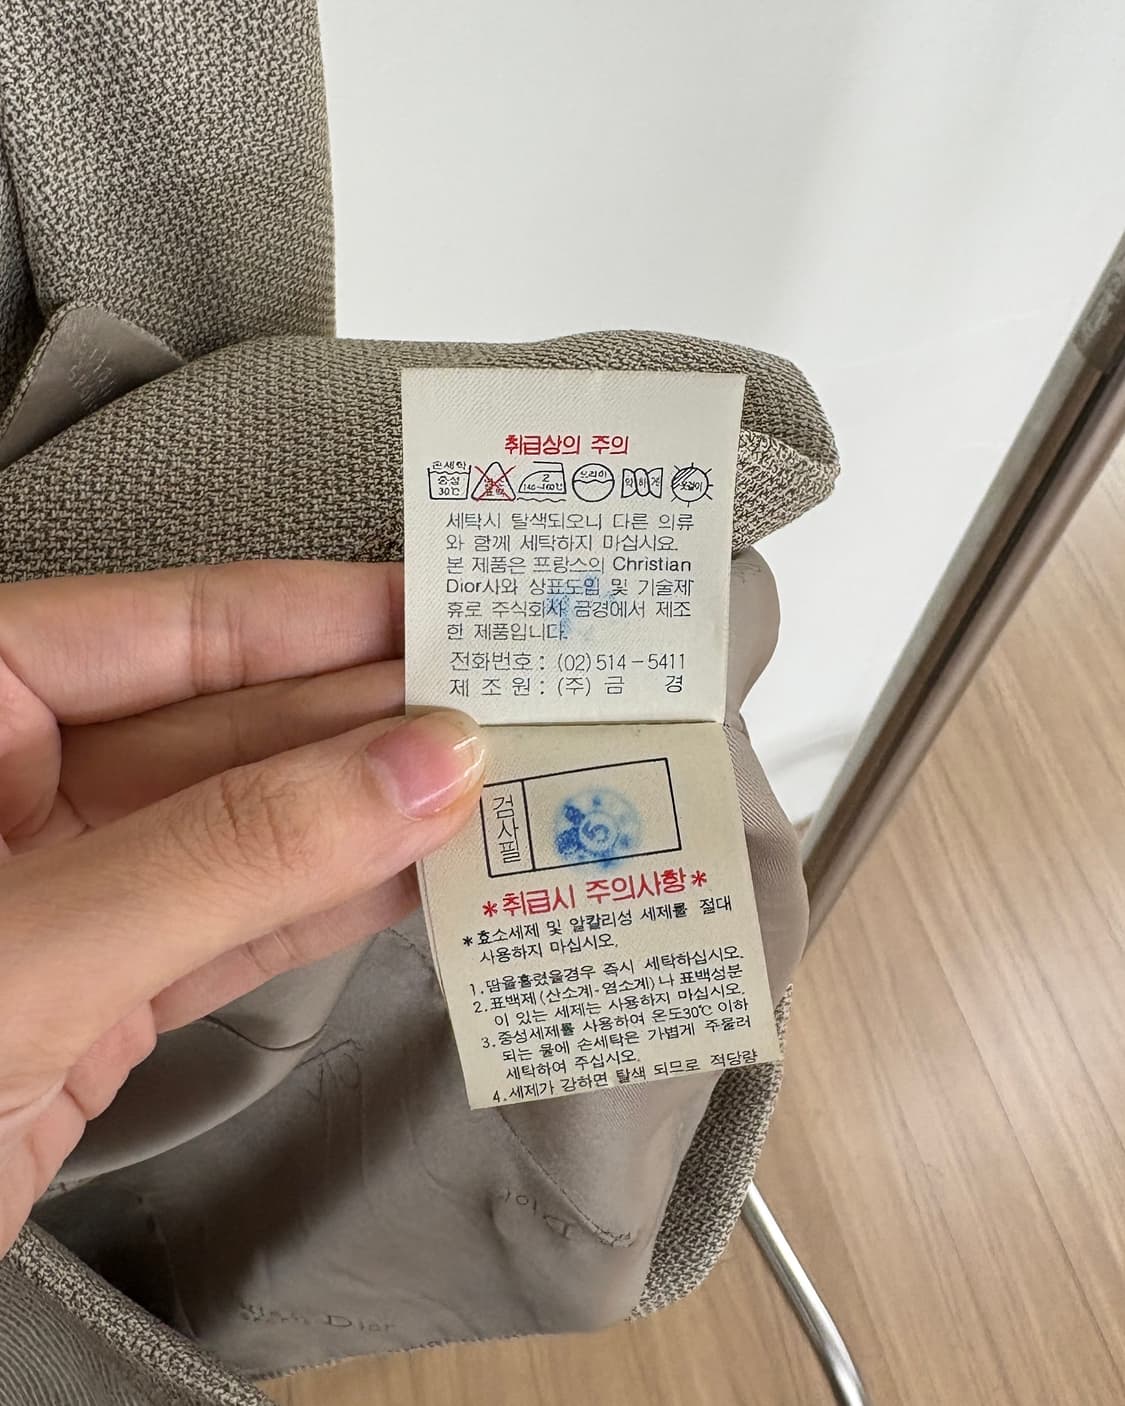 취급상의 주의
손세탁
중성
30℃
2
140~160℃
드라이
약하게
옷걸이
세탁시 탈색되오니 다른 의류
와 함께 세탁하지 마십시요.
본 제품은 프랑스의 Christian
Dior사와 상표도입 및 기술제
휴로 주식회사 금경에서 제조
한 제품입니다.
전화번호 : (02) 514-5411
제 조 원 : (주) 금 경
검사필
*취급시 주의사항*
*효소세제 및 알칼리성 세제를 절대
사용하지 마십시오.
1.땀을흘렸을경우 즉시 세탁하십시오.
2.표백제(산소계·염소계)나 표백성분
이 있는 세제는 사용하지 마십시오.
3.중성세제를 사용하여 온도30℃ 이하
되는 물에 손세탁은 가볍게 주물러
세탁하여 주십시오.
4.세제가 강하면 탈색 되므로 적당량
Dior
Dior